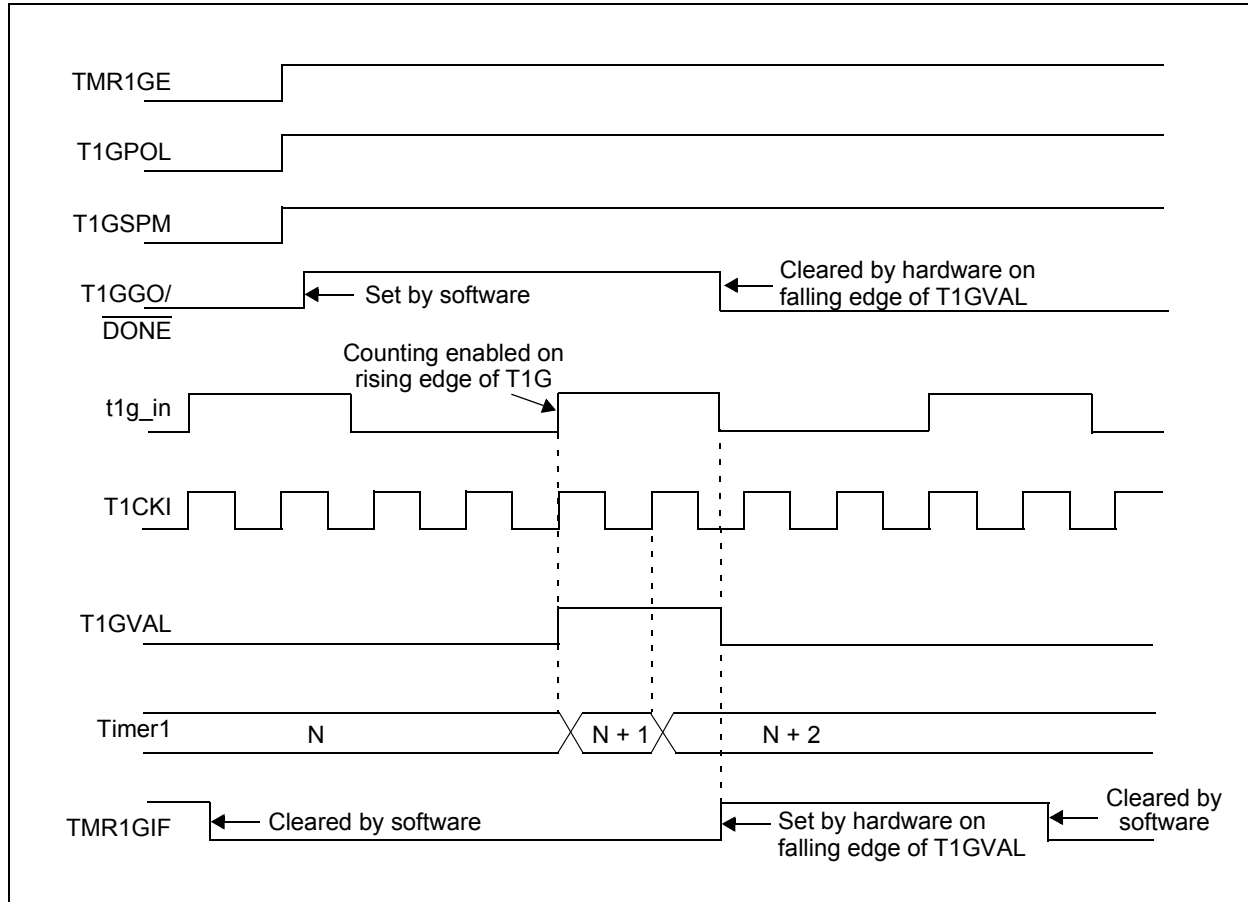 TMR1GE
T1GPOL
T1GSPM
T1GGO/
DONE
Set by software
Cleared by hardware on
falling edge of T1GVAL
Counting enabled on
rising edge of T1G
t1g_in
T1CKI
T1GVAL
Timer1
N
N + 1
N + 2
TMR1GIF
Cleared by software
Set by hardware on
falling edge of T1GVAL
Cleared by
software